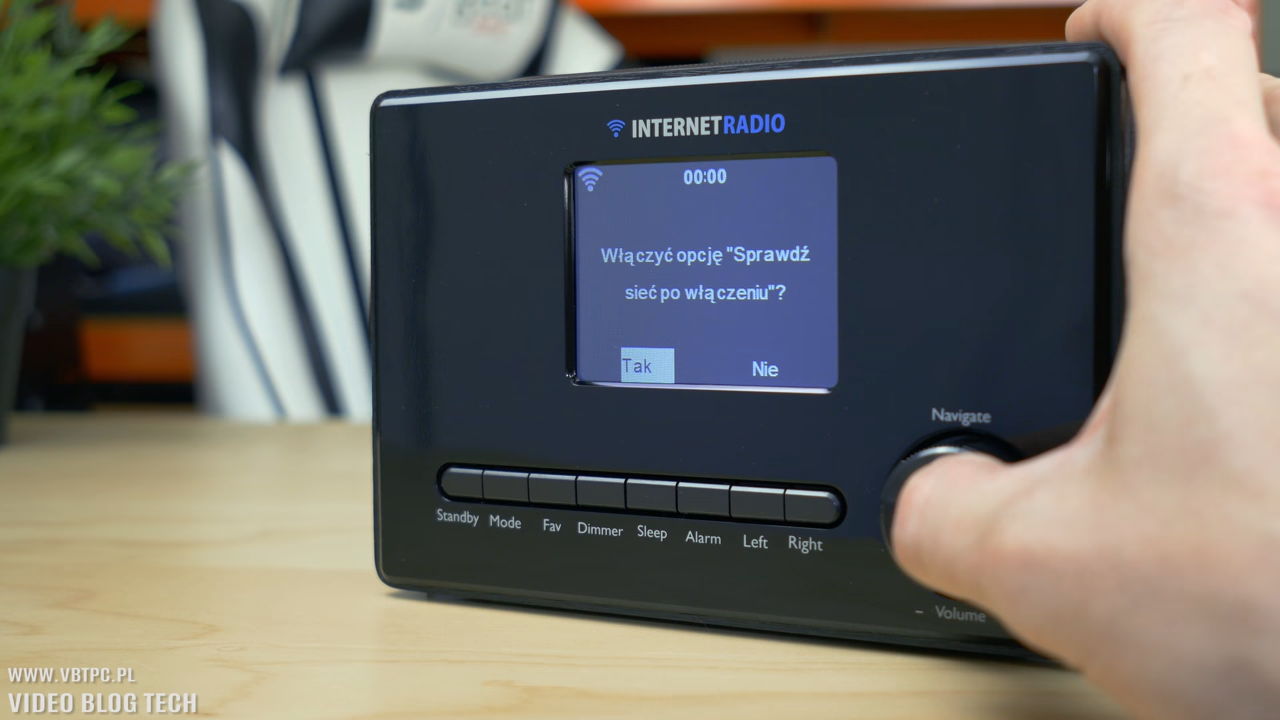 INTERNETRADIO
00:00
Włączyć opcję "Sprawdź
sieć po włączeniu"?
Tak Nie
Navigate
Standby Mode Fav Dimmer Sleep Alarm Left Right
- Volume
WWW.VBTPC.PL
VIDEO BLOG TECH